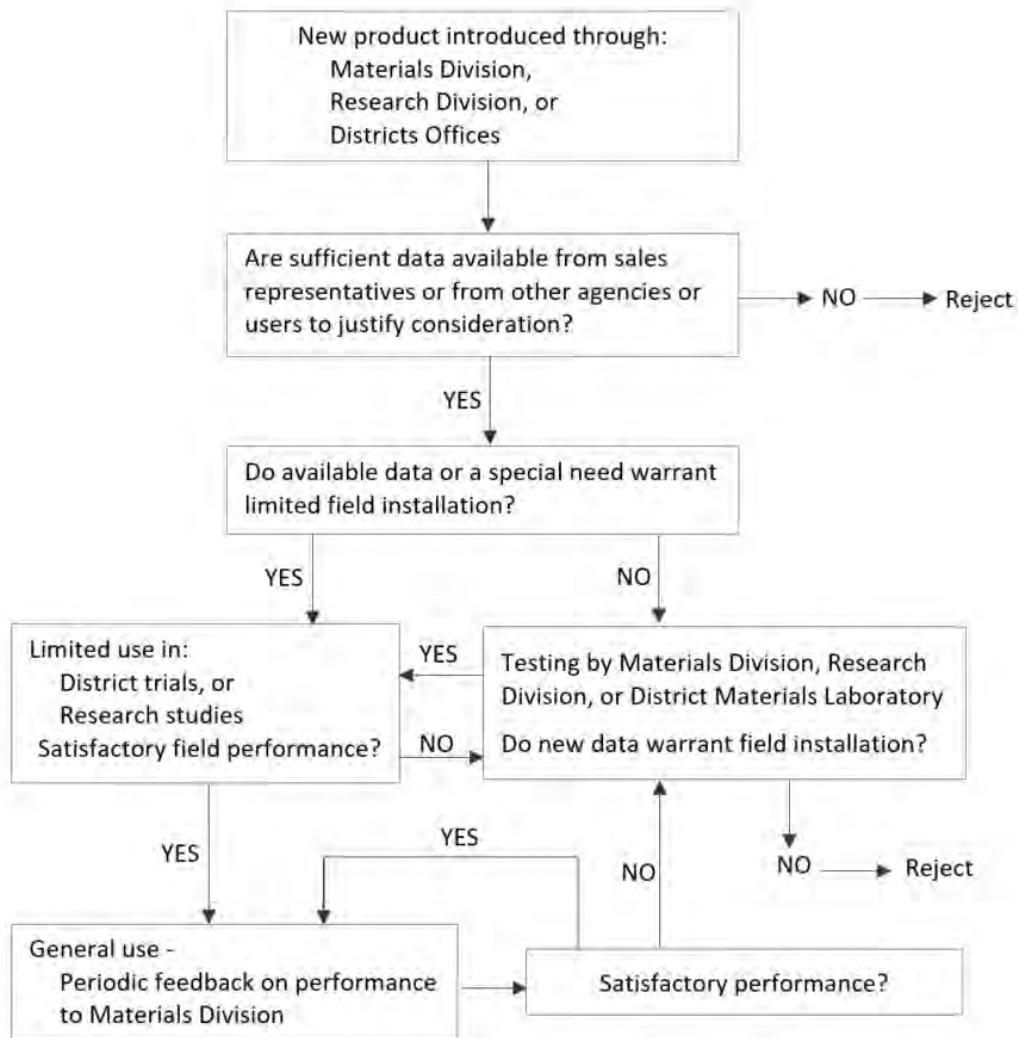 New product introduced through:
Materials Division,
Research Division, or
Districts Offices
Are sufficient data available from sales
representatives or from other agencies or
users to justify consideration?
NO
Reject
YES
Do available data or a special need warrant
limited field installation?
YES
NO
Limited use in:
District trials, or
Research studies
Satisfactory field performance?
YES
NO
Testing by Materials Division, Research
Division, or District Materials Laboratory
Do new data warrant field installation?
YES
YES
NO
NO
Reject
General use -
Periodic feedback on performance
to Materials Division
Satisfactory performance?